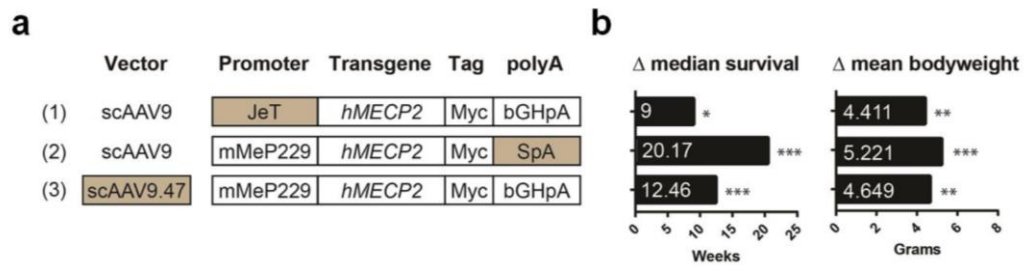 a
Vector Promoter Transgene Tag polyA
(1) scAAV9 JeT hMECP2 Myc bGHpA
(2) scAAV9 mMeP229 hMECP2 Myc SpA
(3) scAAV9.47 mMeP229 hMECP2 Myc bGHpA
b
Δ median survival
9 *
20.17 ***
12.46 ***
0 5 10 15 20 25
Weeks
Δ mean bodyweight
4.411 **
5.221 ***
4.649 **
0 2 4 6 8
Grams